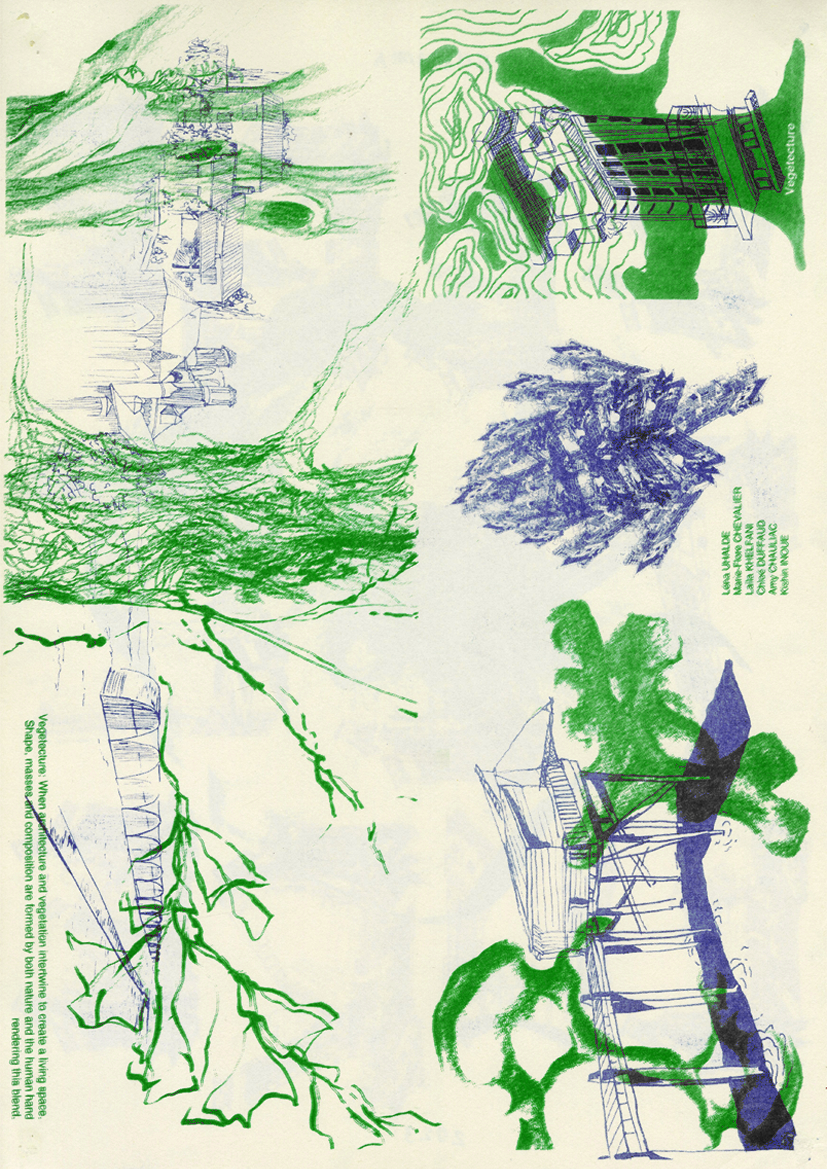 Vegetecture
Léna UHALDE
Marie-Flore CHEVALIER
Laïla KHELFANI
Chloé DUFFAUD
Amy CHAULIAC
Koshin INOUE
Vegetecture. When architecture and vegetation intertwine to create a living space.
Shape, masses and composition are formed by both nature and the human hand
rendering this blend.